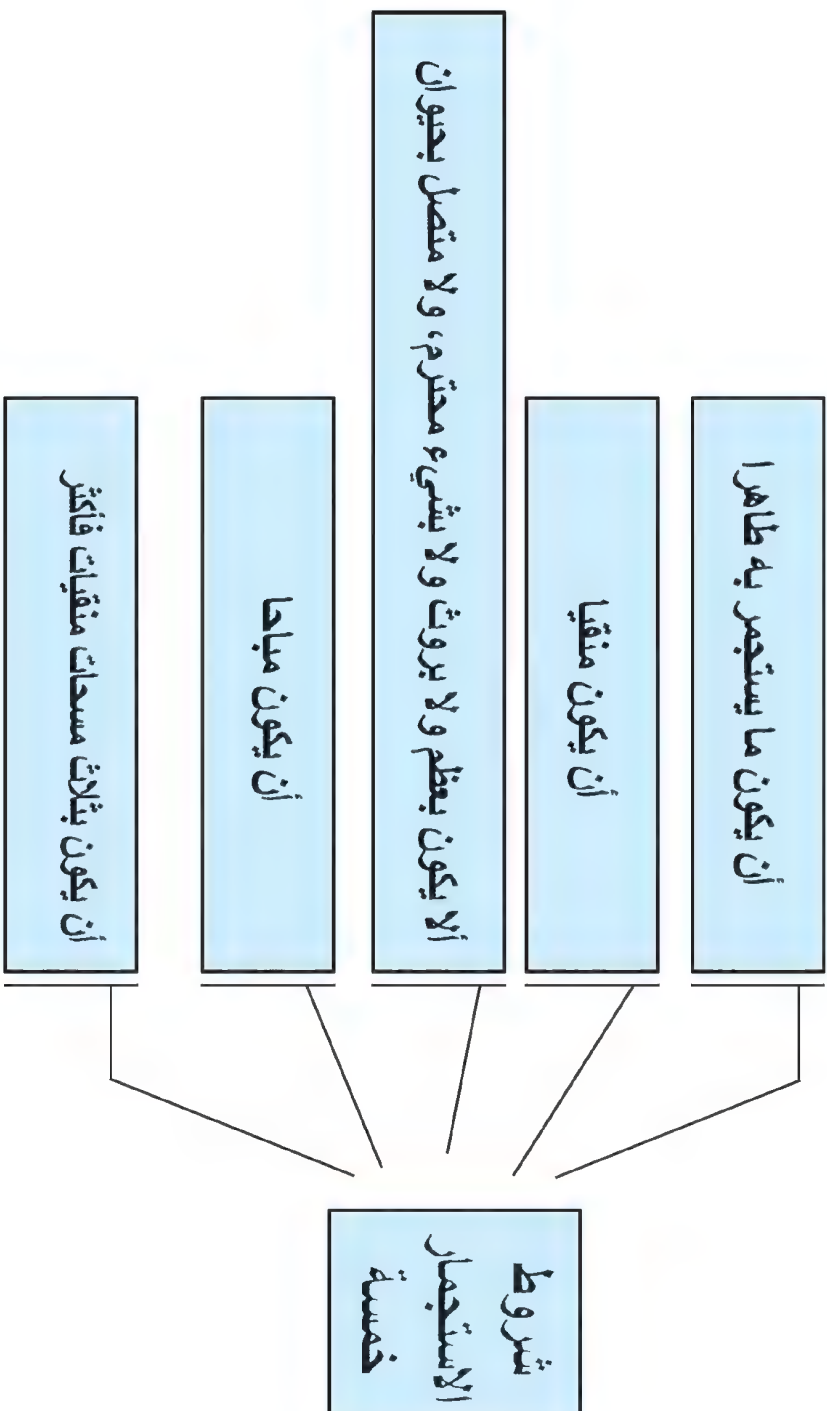 شروط
الاستجمار
خمسة
أن يكون ما يستجمر به طاهرا
أن يكون منقيا
ألا يكون بعظم ولا بروث ولا بشيء محترم، ولا متصل بحيوان
أن يكون مباحا
أن يكون بثلاث مسحات منقيات فأكثر